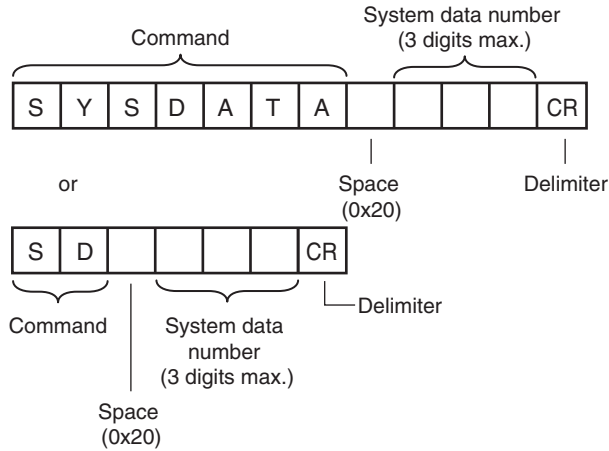 System data number
(3 digits max.)
Command
S Y S D A T A CR
or
Space
(0x20)
Delimiter
S D CR
Delimiter
Command
System data
number
(3 digits max.)
Space
(0x20)